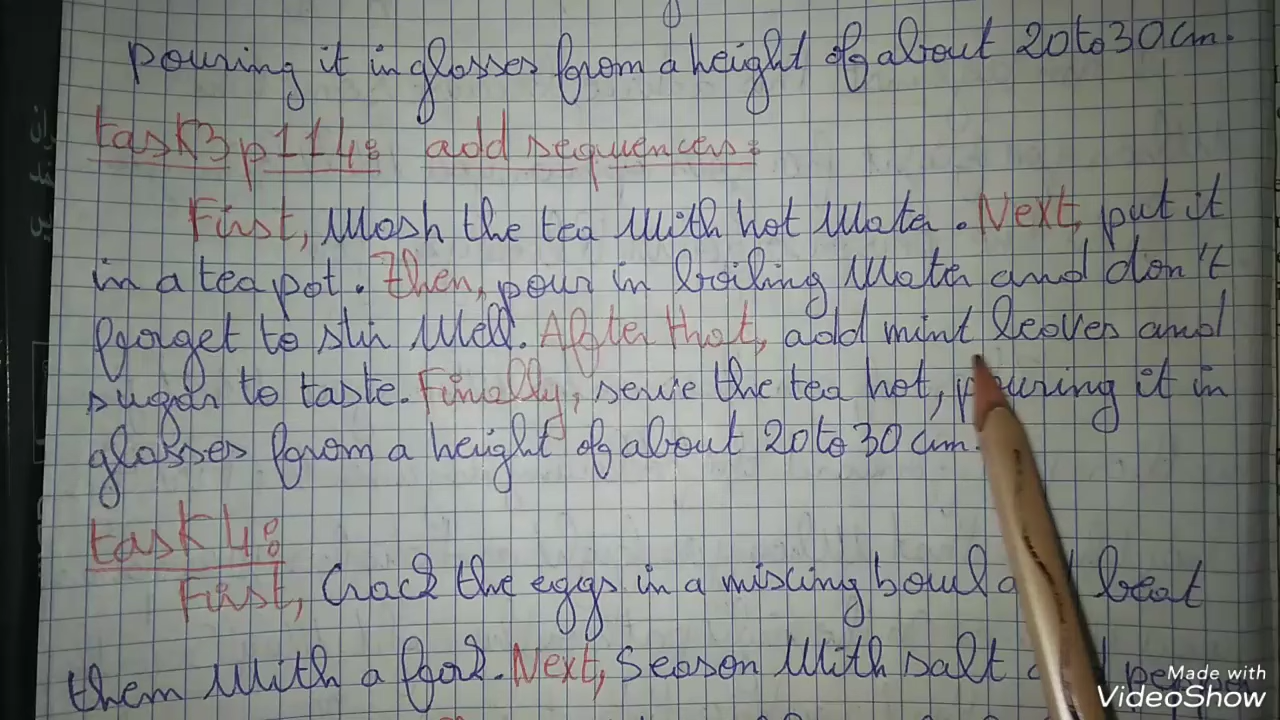 pouring it in glasses from a height of about 20 to 30 cm.
task 3 p 114: add sequencers:
First, Wash the tea With hot Water. Next, put it
in a tea pot. Then, pour in boiling Water and don't
forget to stir Well. After that, add mint leaves and
sugar to taste. Finally, serve the tea hot, pouring it in
glasses from a height of about 20 to 30 cm.
task 4:
First, Crack the eggs in a mixing bowl and beat
them With a fork. Next, Season With salt and pepper
Made with
VideoShow